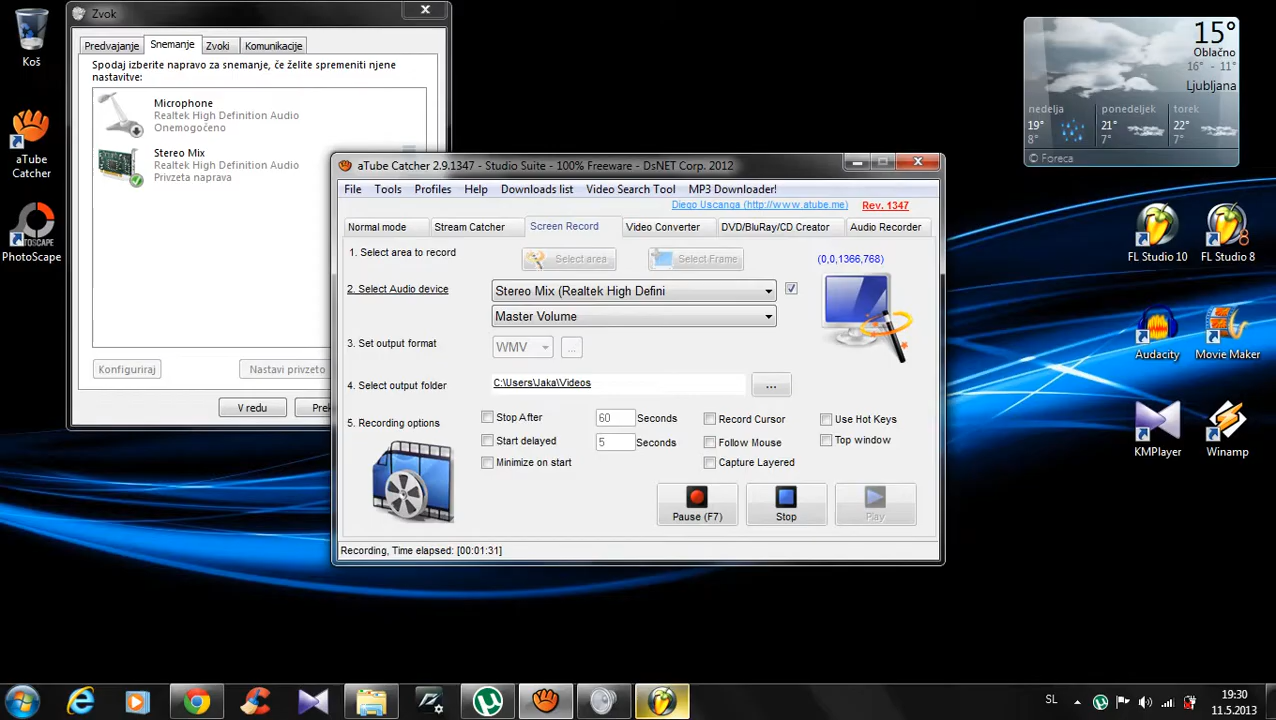 Koš
aTube
Catcher
PHOTOSCAPE
Zvok
Predvajanje
Snemanje
Zvoki
Komunikacije
Spodaj izberite napravo za snemanje, če želite spremeniti njene
nastavitve:
Microphone
Realtek High Definition Audio
Onemogočeno
Stereo Mix
Realtek High Definition Audio
Privzeta naprava
Konfiguriraj
Nastavi privzeto
V redu
aTube Catcher 2.9.1347 - Studio Suite - 100% Freeware - DsNET Corp. 2012
File Tools Profiles Help Downloads list Video Search Tool MP3 Downloader!
Diego Uscanga (http://www.atube.me) Rev. 1347
Normal mode Stream Catcher Screen Record Video Converter DVD/BluRay/CD Creator Audio Recorder
1. Select area to record Select area Select Frame (0,0,1366,768)
2. Select Audio device Stereo Mix (Realtek High Defini
Master Volume
3. Set output format WMV ...
4. Select output folder C:\Users\Jaka\Videos ...
5. Recording options
Stop After 60 Seconds Record Cursor Use Hot Keys
Start delayed 5 Seconds Follow Mouse Top window
Minimize on start Capture Layered
Pause (F7) Stop Play
Recording, Time elapsed: [00:01:31]
15°
Oblačno
16° - 11°
Ljubljana
nedelja ponedeljek torek
19° 21° 22°
8° 7° 7°
© Foreca
FL Studio 10 FL Studio 8
Audacity Movie Maker
KMPlayer Winamp
SL
19:30
11.5.2013